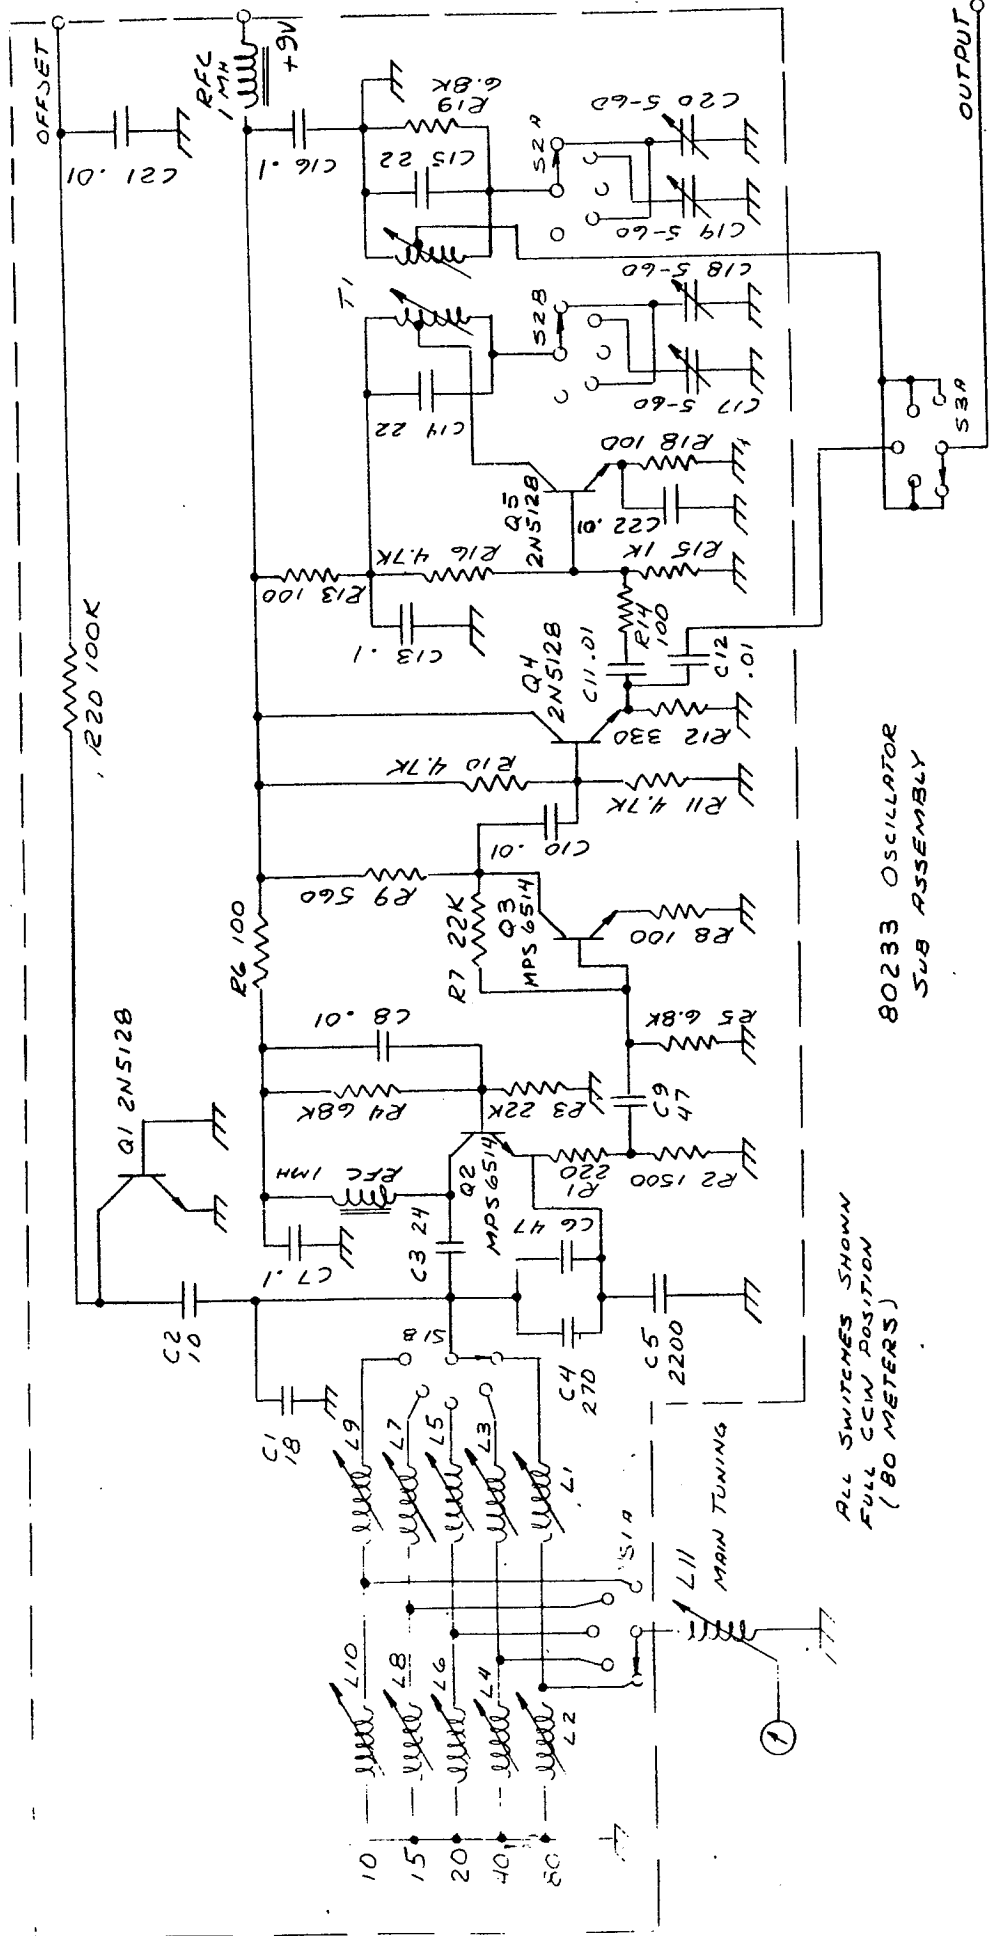 OFFSET
C21 .01
RFC
1 MH
+9V
C16 .1
R20 100K
Q1 2N5128
C2
10
C1
18
C7 .1
RFC
1MH
R6 100
R4 68K
C8 .01
R3 22K
Q2
MPS6514
C3 24
C6 47
C4
270
C5
2200
R1
220
R2 1500
C9
47
R5 6.8K
R7 22K
Q3
MPS 6514
R8
100
R9 560
C10 .01
R10
4.7K
R11 4.7K
Q4
2N5128
R12 330
C11 .01
R14
100
C12
.01
R13
100
C13 .1
R16
4.7K
R15 1K
Q5
2N5128
C22 .01
R18 100
C14 22
T1
C15 22
R19
6.8K
S2A
S2B
C17
5-60
C18 5-60
C19 5-60
C20 5-60
S3A
OUTPUT
S1B
S1A
L9
L7
L5
L3
L1
L10
L8
L6
L4
L2
10
15
20
40
80
L11
MAIN TUNING
ALL SWITCHES SHOWN
FULL CCW POSITION
(80 METERS)
80233 OSCILLATOR
SUB ASSEMBLY